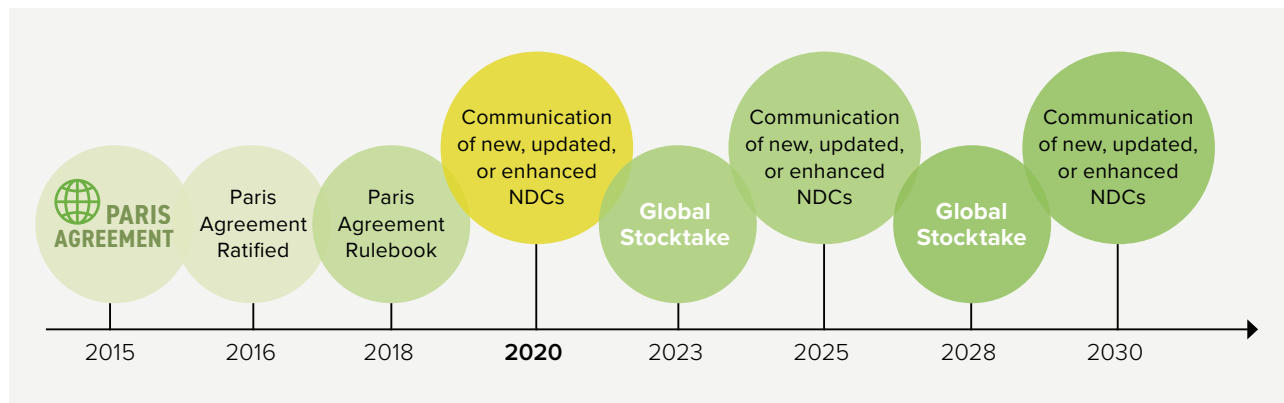 PARIS
AGREEMENT
Paris
Agreement
Ratified
Paris
Agreement
Rulebook
Communication
of new, updated,
or enhanced
NDCs
Global
Stocktake
Communication
of new, updated,
or enhanced
NDCs
Global
Stocktake
Communication
of new, updated,
or enhanced
NDCs
2015 2016 2018 2020 2023 2025 2028 2030